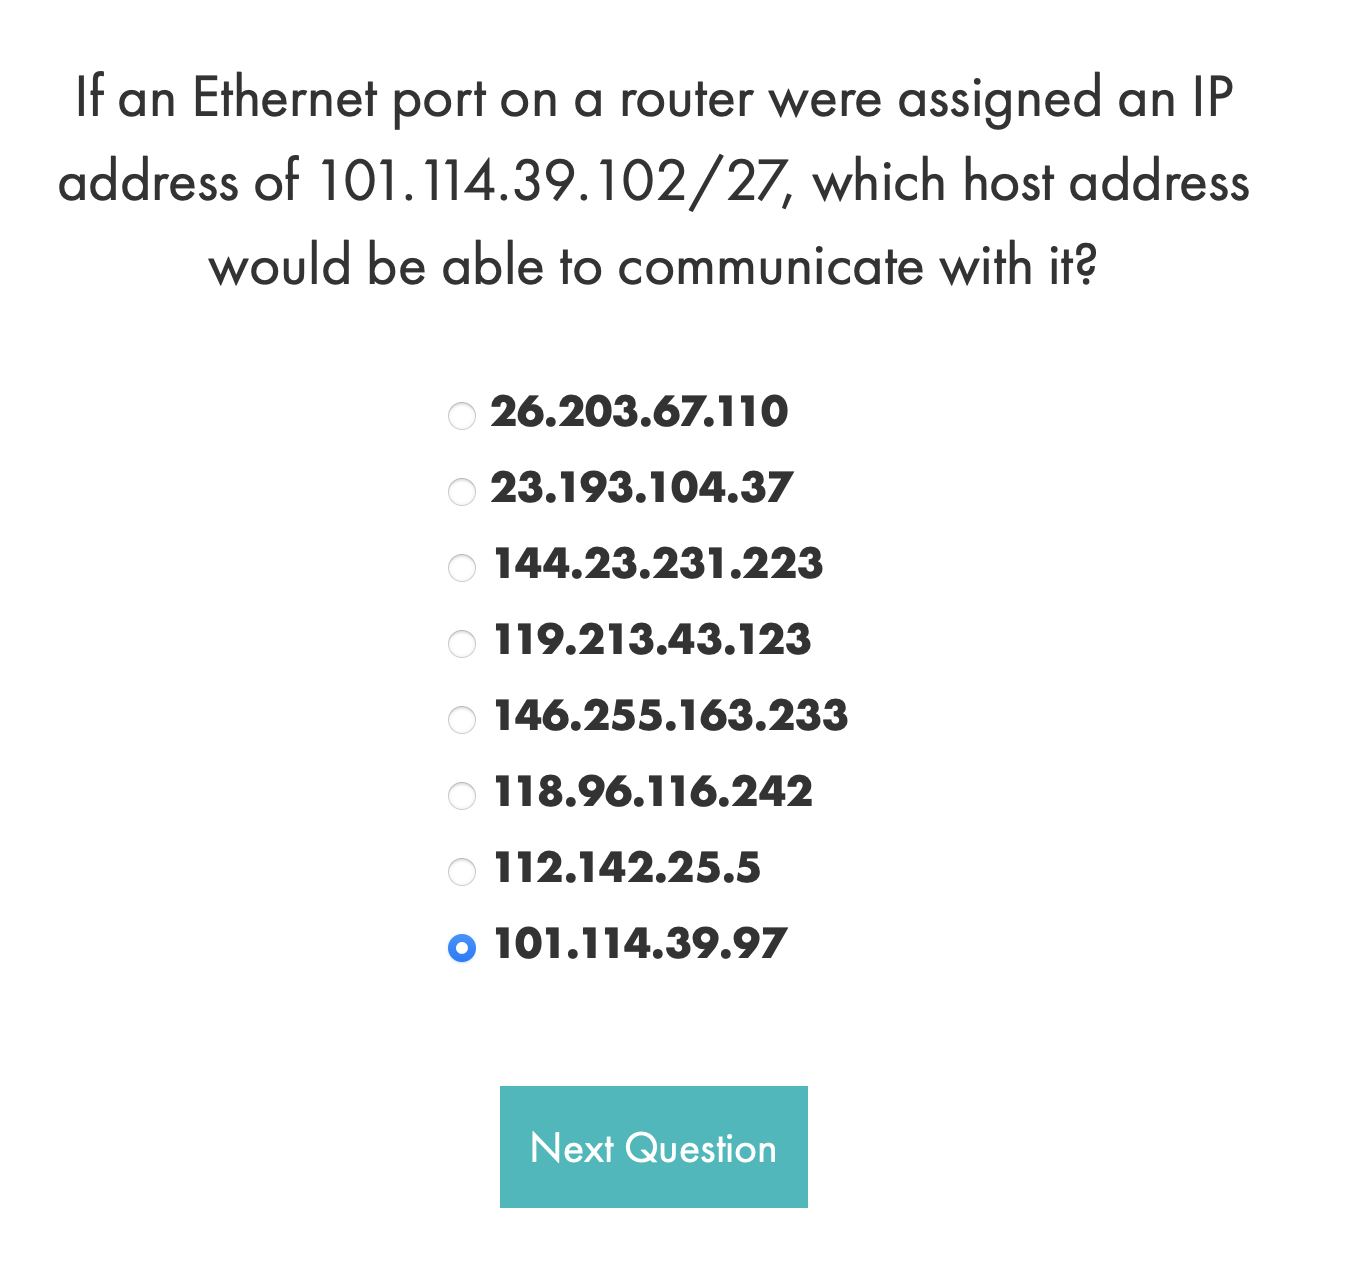 If an Ethernet port on a router were assigned an IP
address of 101.114.39.102/27, which host address
would be able to communicate with it?
26.203.67.110
23.193.104.37
144.23.231.223
119.213.43.123
146.255.163.233
118.96.116.242
112.142.25.5
101.114.39.97
Next Question